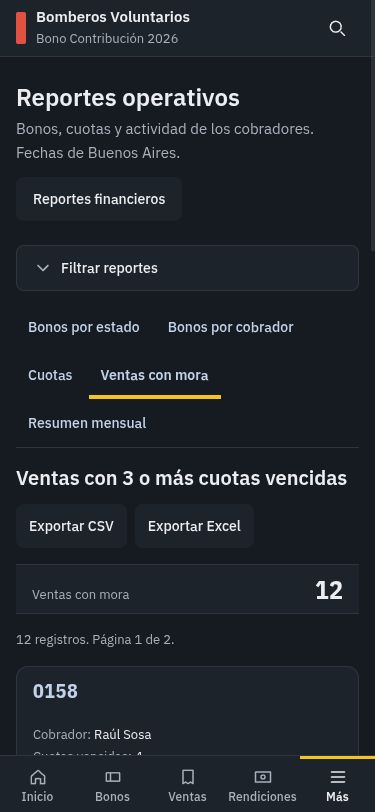 Bomberos Voluntarios
Bono Contribución 2026
Reportes operativos
Bonos, cuotas y actividad de los cobradores.
Fechas de Buenos Aires.
Reportes financieros
Filtrar reportes
Bonos por estado Bonos por cobrador
Cuotas Ventas con mora
Resumen mensual
Ventas con 3 o más cuotas vencidas
Exportar CSV Exportar Excel
Ventas con mora 12
12 registros. Página 1 de 2.
0158
Cobrador: Raúl Sosa
Cuotas vencidas: 4
Inicio Bonos Ventas Rendiciones Más